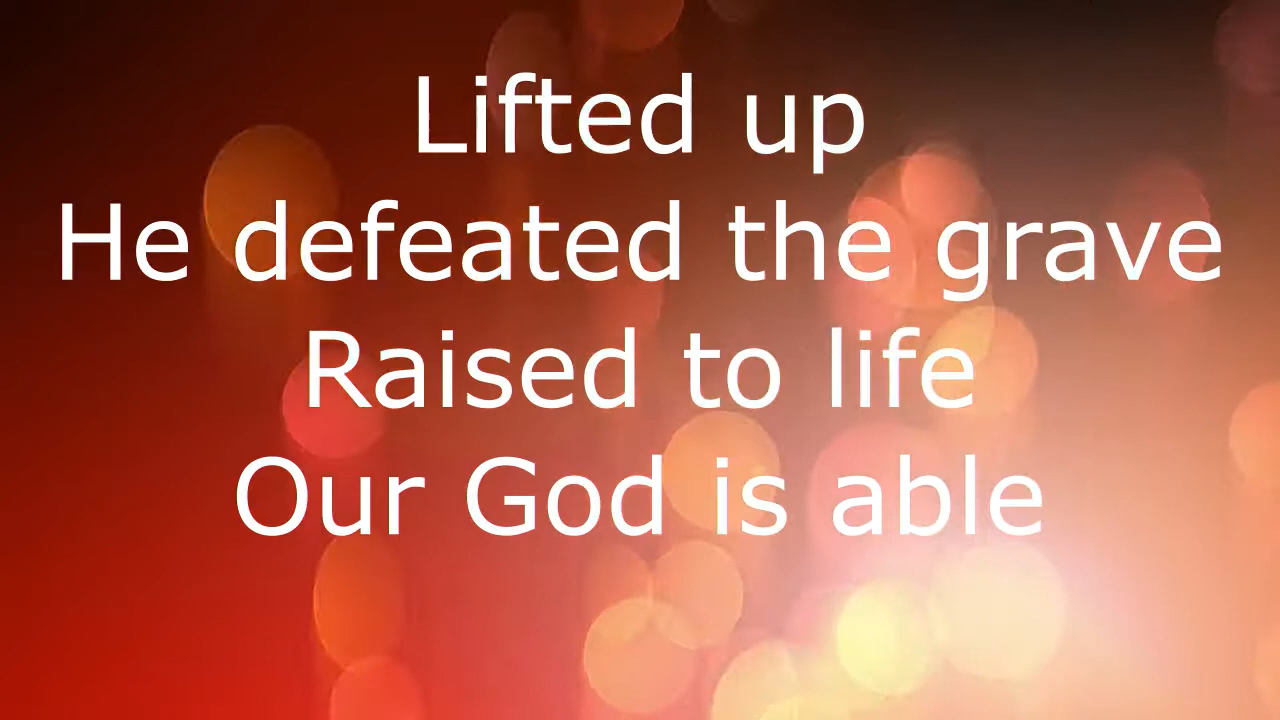 Lifted up
He defeated the grave
Raised to life
Our God is able